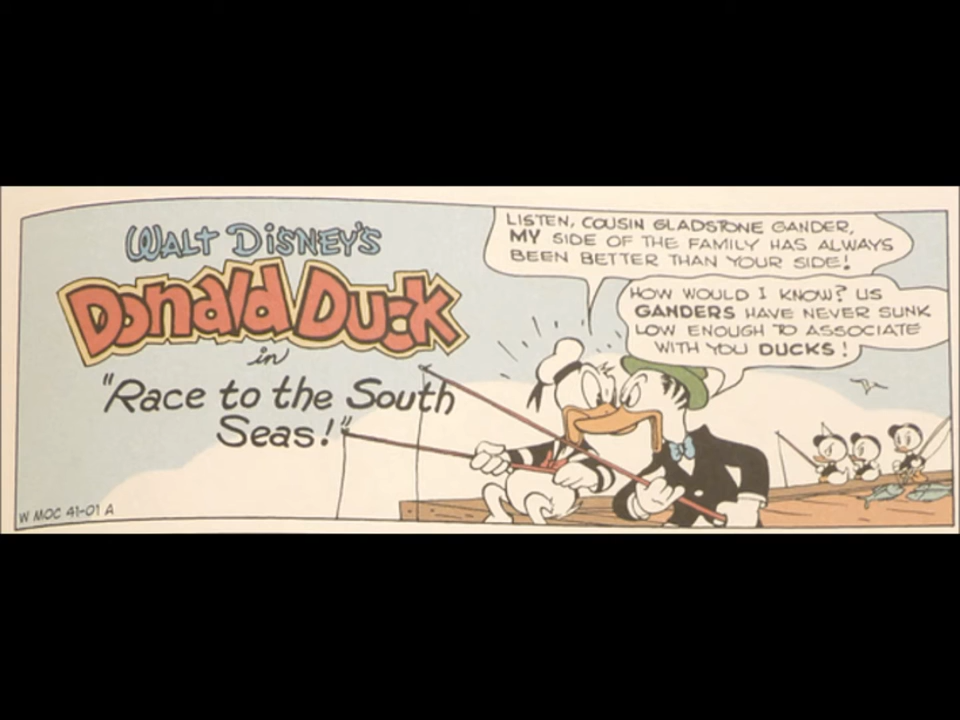 WALT DISNEY'S
Donald Duck
in
"Race to the South
Seas!"
LISTEN, COUSIN GLADSTONE GANDER,
MY SIDE OF THE FAMILY HAS ALWAYS
BEEN BETTER THAN YOUR SIDE!
HOW WOULD I KNOW? US
GANDERS HAVE NEVER SUNK
LOW ENOUGH TO ASSOCIATE
WITH YOU DUCKS!
W MOC 41-01 A